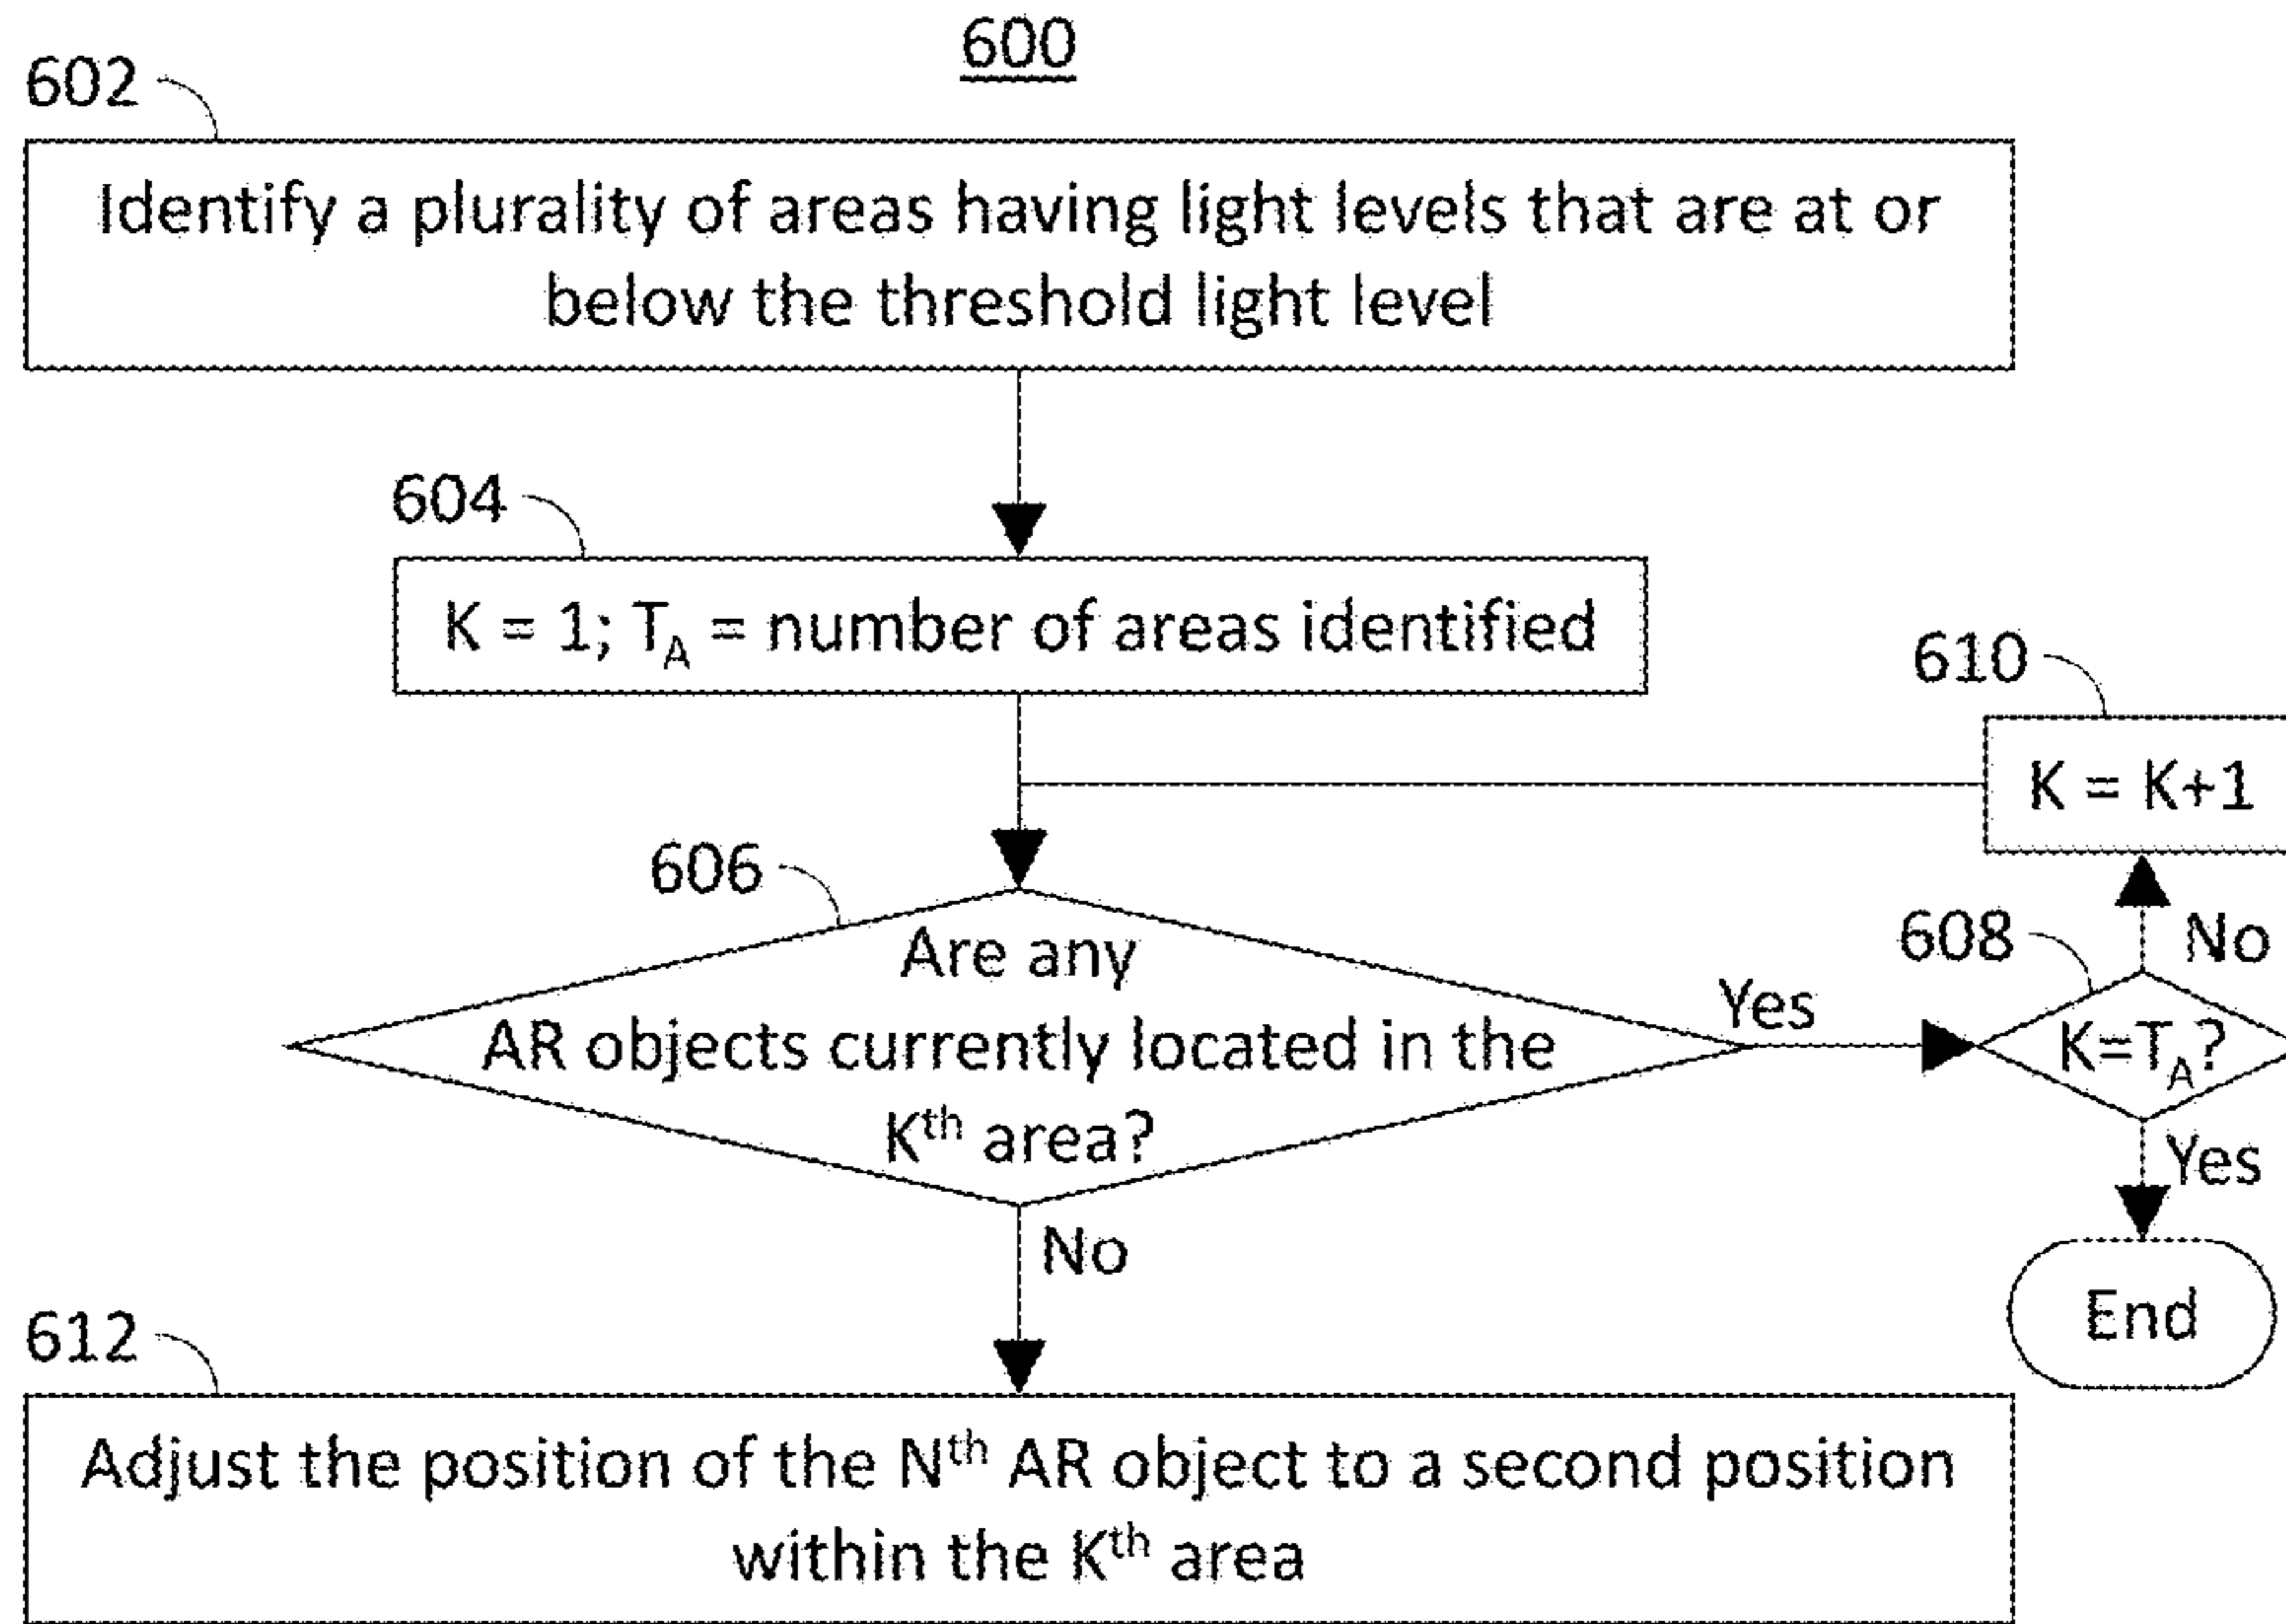 600
602
Identify a plurality of areas having light levels that are at or
below the threshold light level
604
K = 1; T_A = number of areas identified
610
K = K+1
606
Are any
AR objects currently located in the
K^th area?
Yes
608
No
K=T_A?
Yes
End
No
612
Adjust the position of the N^th AR object to a second position
within the K^th area